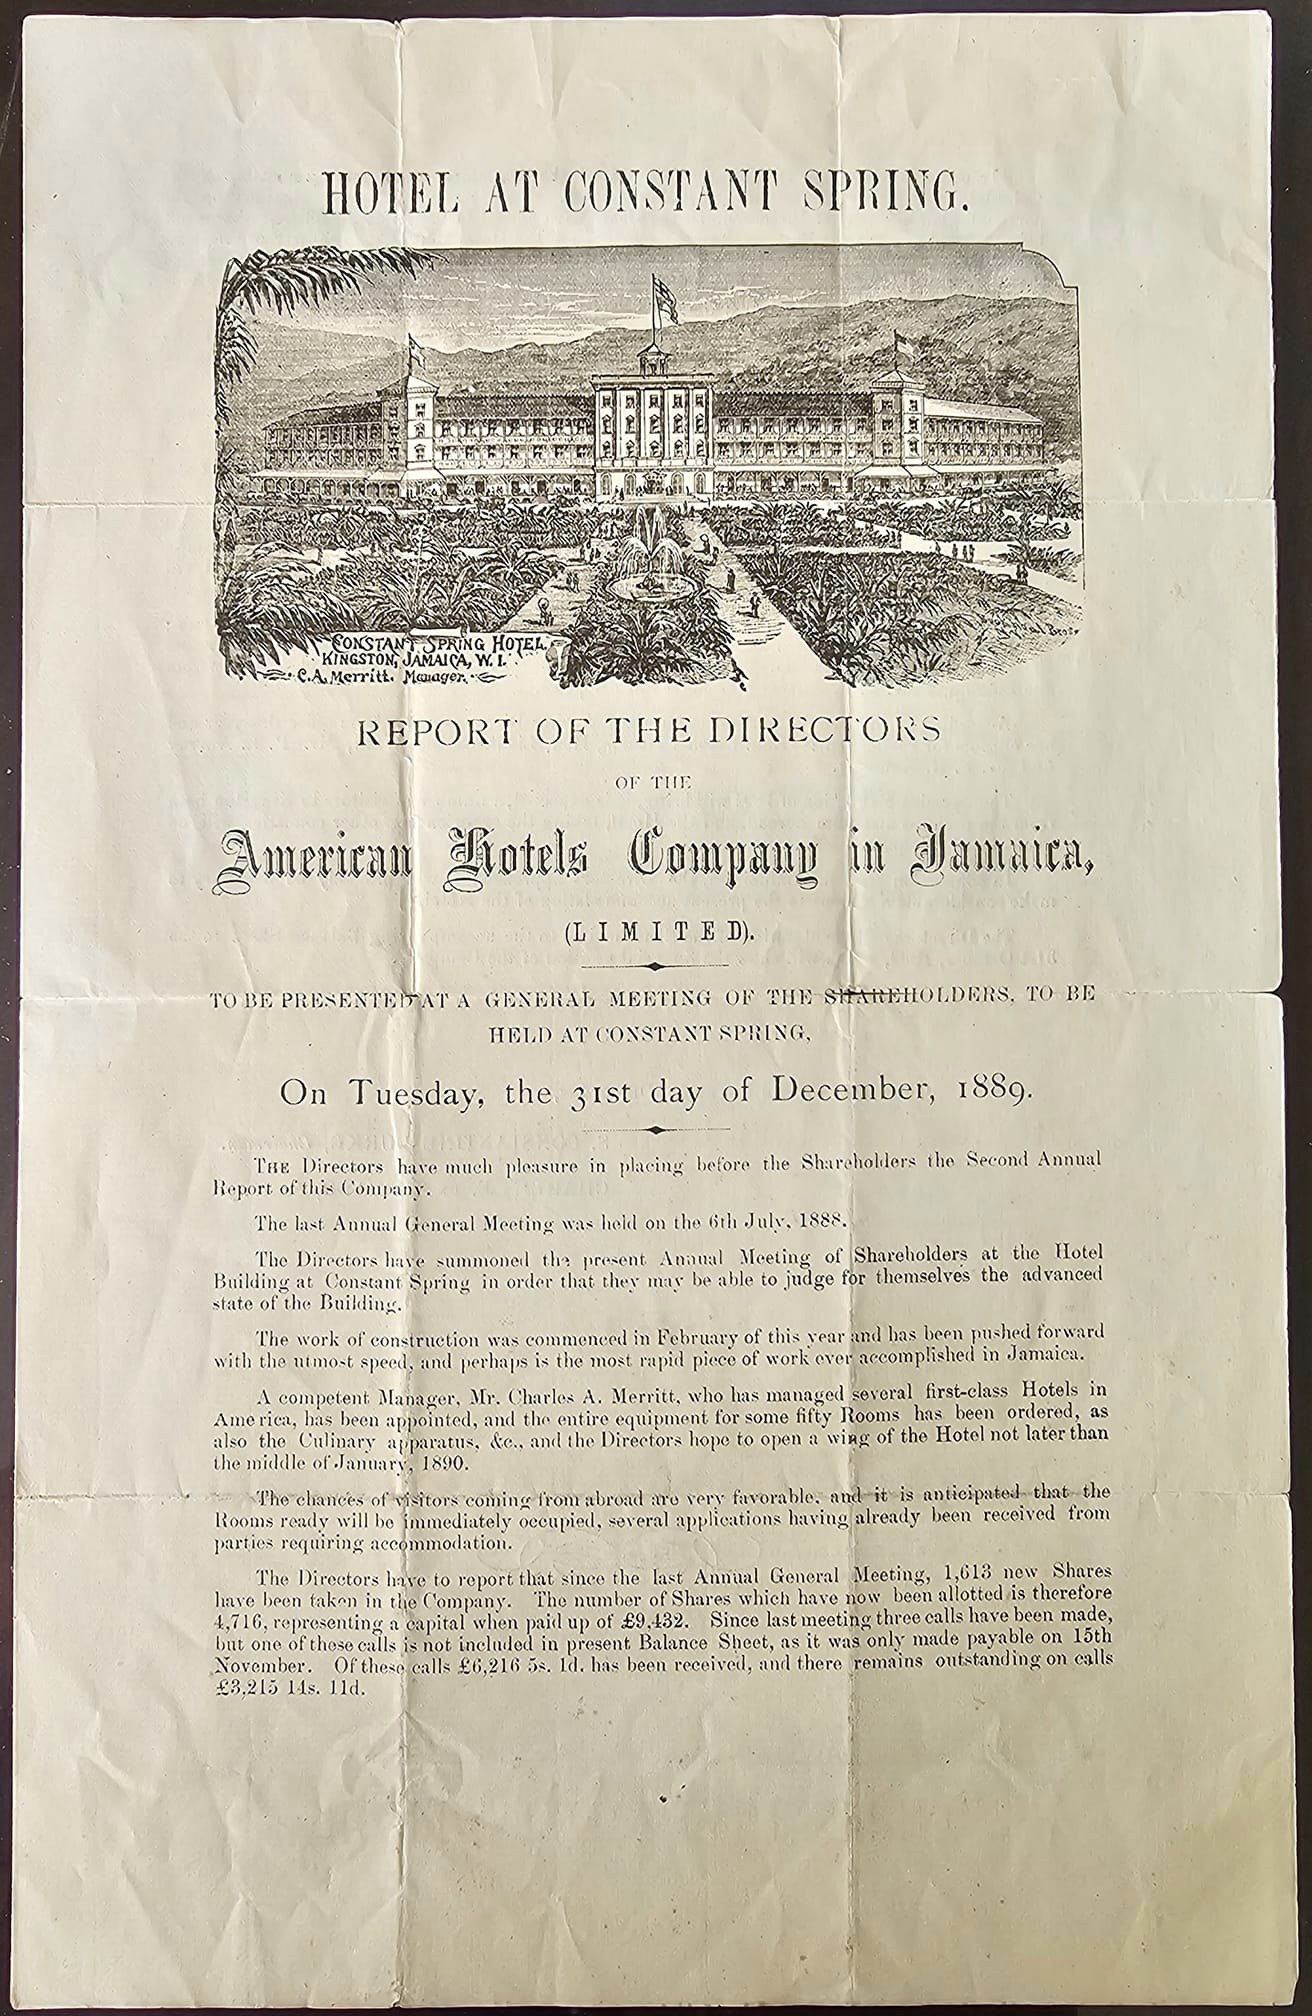 HOTEL AT CONSTANT SPRING.
CONSTANT SPRING HOTEL.
KINGSTON, JAMAICA, W. I.
C. A. Merritt. Manager.
REPORT OF THE DIRECTORS
OF THE
American Hotels Company in Jamaica,
(LIMITED).
TO BE PRESENTED AT A GENERAL MEETING OF THE SHAREHOLDERS, TO BE
HELD AT CONSTANT SPRING,
On Tuesday, the 31st day of December, 1889.
THE Directors have much pleasure in placing before the Shareholders the Second Annual
Report of this Company.
The last Annual General Meeting was held on the 6th July, 1888.
The Directors have summoned the present Annual Meeting of Shareholders at the Hotel
Building at Constant Spring in order that they may be able to judge for themselves the advanced
state of the Building.
The work of construction was commenced in February of this year and has been pushed forward
with the utmost speed, and perhaps is the most rapid piece of work ever accomplished in Jamaica.
A competent Manager, Mr. Charles A. Merritt, who has managed several first-class Hotels in
America, has been appointed, and the entire equipment for some fifty Rooms has been ordered, as
also the Culinary apparatus, &c., and the Directors hope to open a wing of the Hotel not later than
the middle of January, 1890.
The chances of visitors coming from abroad are very favorable, and it is anticipated that the
Rooms ready will be immediately occupied, several applications having already been received from
parties requiring accommodation.
The Directors have to report that since the last Annual General Meeting, 1,613 new Shares
have been taken in the Company. The number of Shares which have now been allotted is therefore
4,716, representing a capital when paid up of £9,432. Since last meeting three calls have been made,
but one of these calls is not included in present Balance Sheet, as it was only made payable on 15th
November. Of these calls £6,216 5s. 1d. has been received, and there remains outstanding on calls
£3,215 14s. 11d.